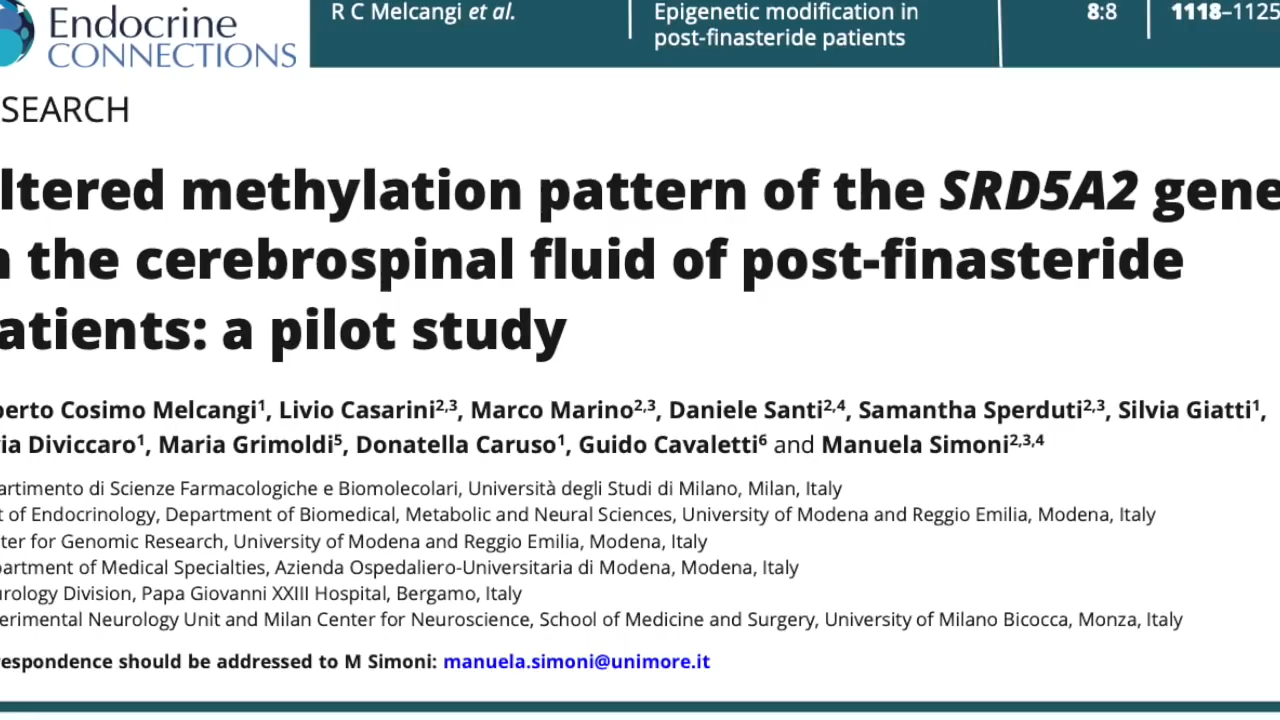 Endocrine
CONNECTIONS
R C Melcangi et al.
Epigenetic modification in
post-finasteride patients
8:8
1118–1125
SEARCH
ltered methylation pattern of the SRD5A2 gene
n the cerebrospinal fluid of post-finasteride
atients: a pilot study
berto Cosimo Melcangi1, Livio Casarini2,3, Marco Marino2,3, Daniele Santi2,4, Samantha Sperduti2,3, Silvia Giatti1,
ia Diviccaro1, Maria Grimoldi5, Donatella Caruso1, Guido Cavaletti6 and Manuela Simoni2,3,4
artimento di Scienze Farmacologiche e Biomolecolari, Università degli Studi di Milano, Milan, Italy
t of Endocrinology, Department of Biomedical, Metabolic and Neural Sciences, University of Modena and Reggio Emilia, Modena, Italy
ter for Genomic Research, University of Modena and Reggio Emilia, Modena, Italy
artment of Medical Specialties, Azienda Ospedaliero-Universitaria di Modena, Modena, Italy
urology Division, Papa Giovanni XXIII Hospital, Bergamo, Italy
erimental Neurology Unit and Milan Center for Neuroscience, School of Medicine and Surgery, University of Milano Bicocca, Monza, Italy
respondence should be addressed to M Simoni: manuela.simoni@unimore.it